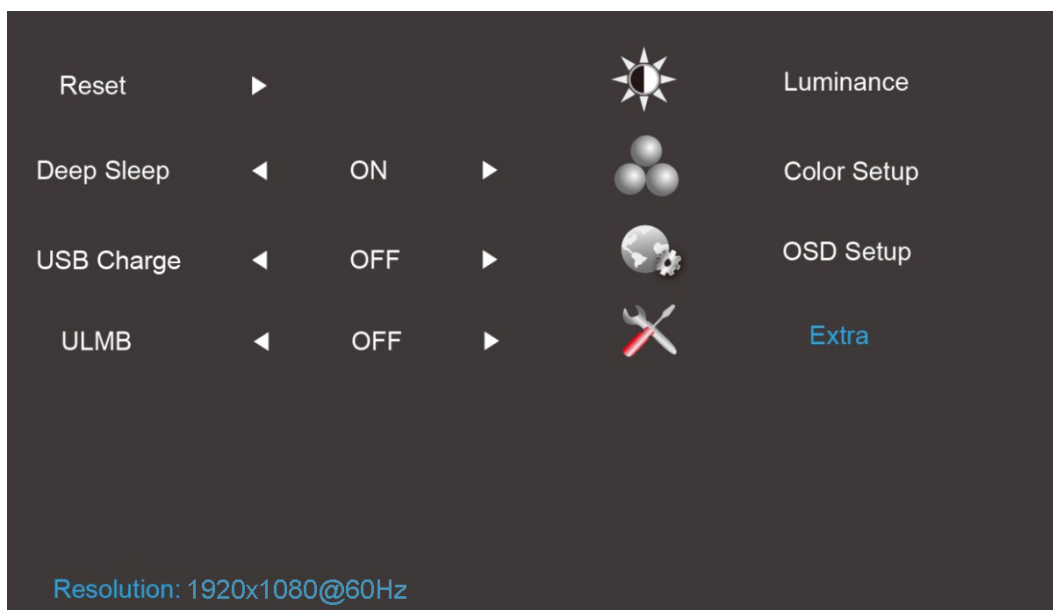 Reset
Luminance
Deep Sleep ON
Color Setup
USB Charge OFF
OSD Setup
ULMB OFF
Extra
Resolution: 1920x1080@60Hz